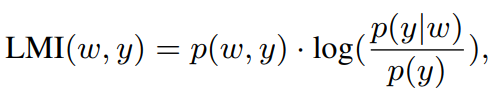 LMI(w, y) = p(w, y) · log(p(y|w)/p(y)),